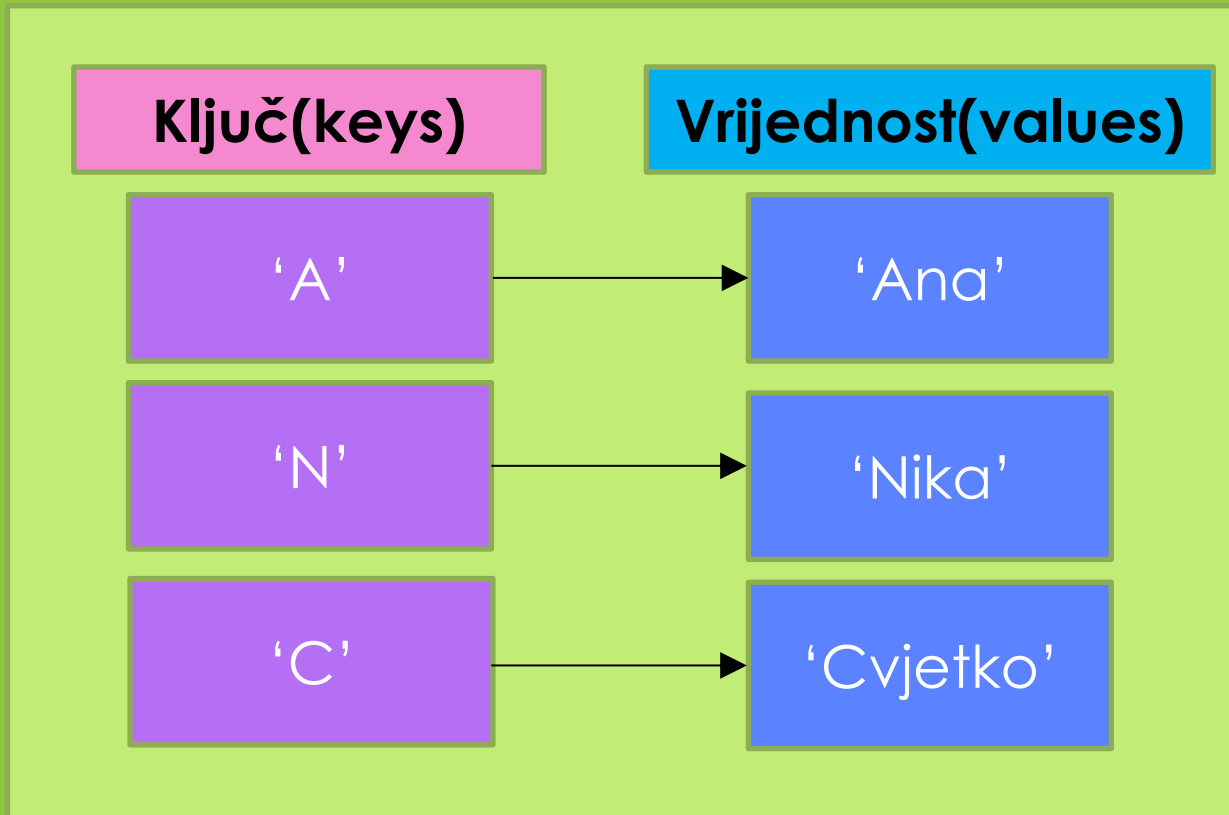 Ključ(keys)
Vrijednost(values)
‘A’
‘Ana’
‘N’
‘Nika’
‘C’
‘Cvjetko’